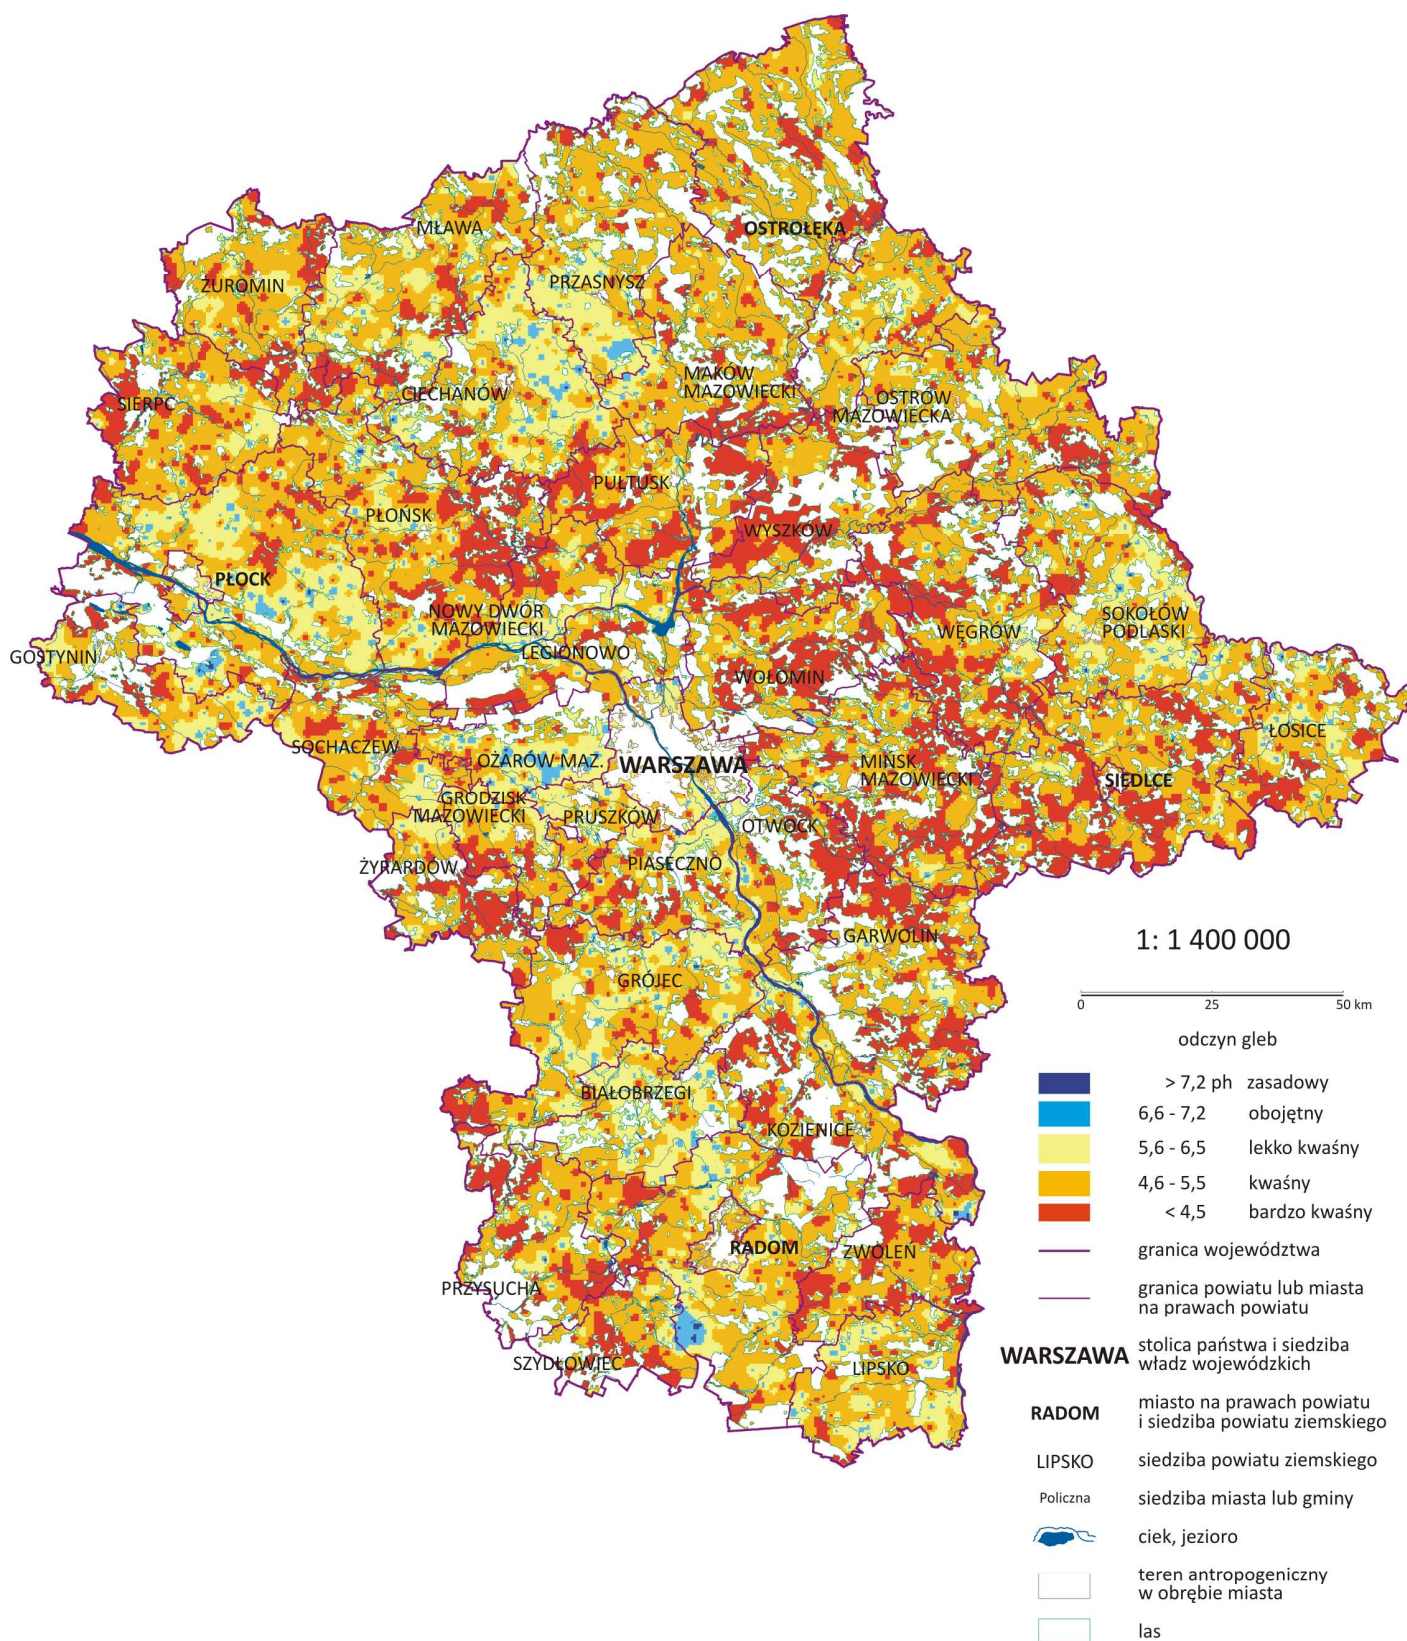 OSTROŁĘKA
MŁAWA
PRZASNYSZ
ŻUROMIN
MAKÓW
MAZOWIECKI
CIECHANÓW
OSTRÓW
MAZOWIECKA
SIERPC
PUŁTUSK
PŁOŃSK
WYSZKÓW
PŁOCK
NOWY DWÓR
MAZOWIECKI
SOKOŁÓW
PODLASKI
WĘGRÓW
LEGIONOWO
GOSTYNIN
WOŁOMIN
ŁOSICE
SOCHACZEW
OŻARÓW MAZ.
WARSZAWA
MIŃSK
MAZOWIECKI
SIEDLCE
GRODZISK
MAZOWIECKI
PRUSZKÓW
OTWOCK
ŻYRARDÓW
PIASECZNO
GARWOLIN
GRÓJEC
BIAŁOBRZEGI
KOZIENICE
RADOM
ZWOLEŃ
PRZYSUCHA
SZYDŁOWIEC
LIPSKO
1: 1 400 000
0 25 50 km
odczyn gleb
> 7,2 ph zasadowy
6,6 - 7,2 obojętny
5,6 - 6,5 lekko kwaśny
4,6 - 5,5 kwaśny
< 4,5 bardzo kwaśny
granica województwa
granica powiatu lub miasta
na prawach powiatu
WARSZAWA stolica państwa i siedziba
władz wojewódzkich
RADOM miasto na prawach powiatu
i siedziba powiatu ziemskiego
LIPSKO siedziba powiatu ziemskiego
Policzna siedziba miasta lub gminy
ciek, jezioro
teren antropogeniczny
w obrębie miasta
las